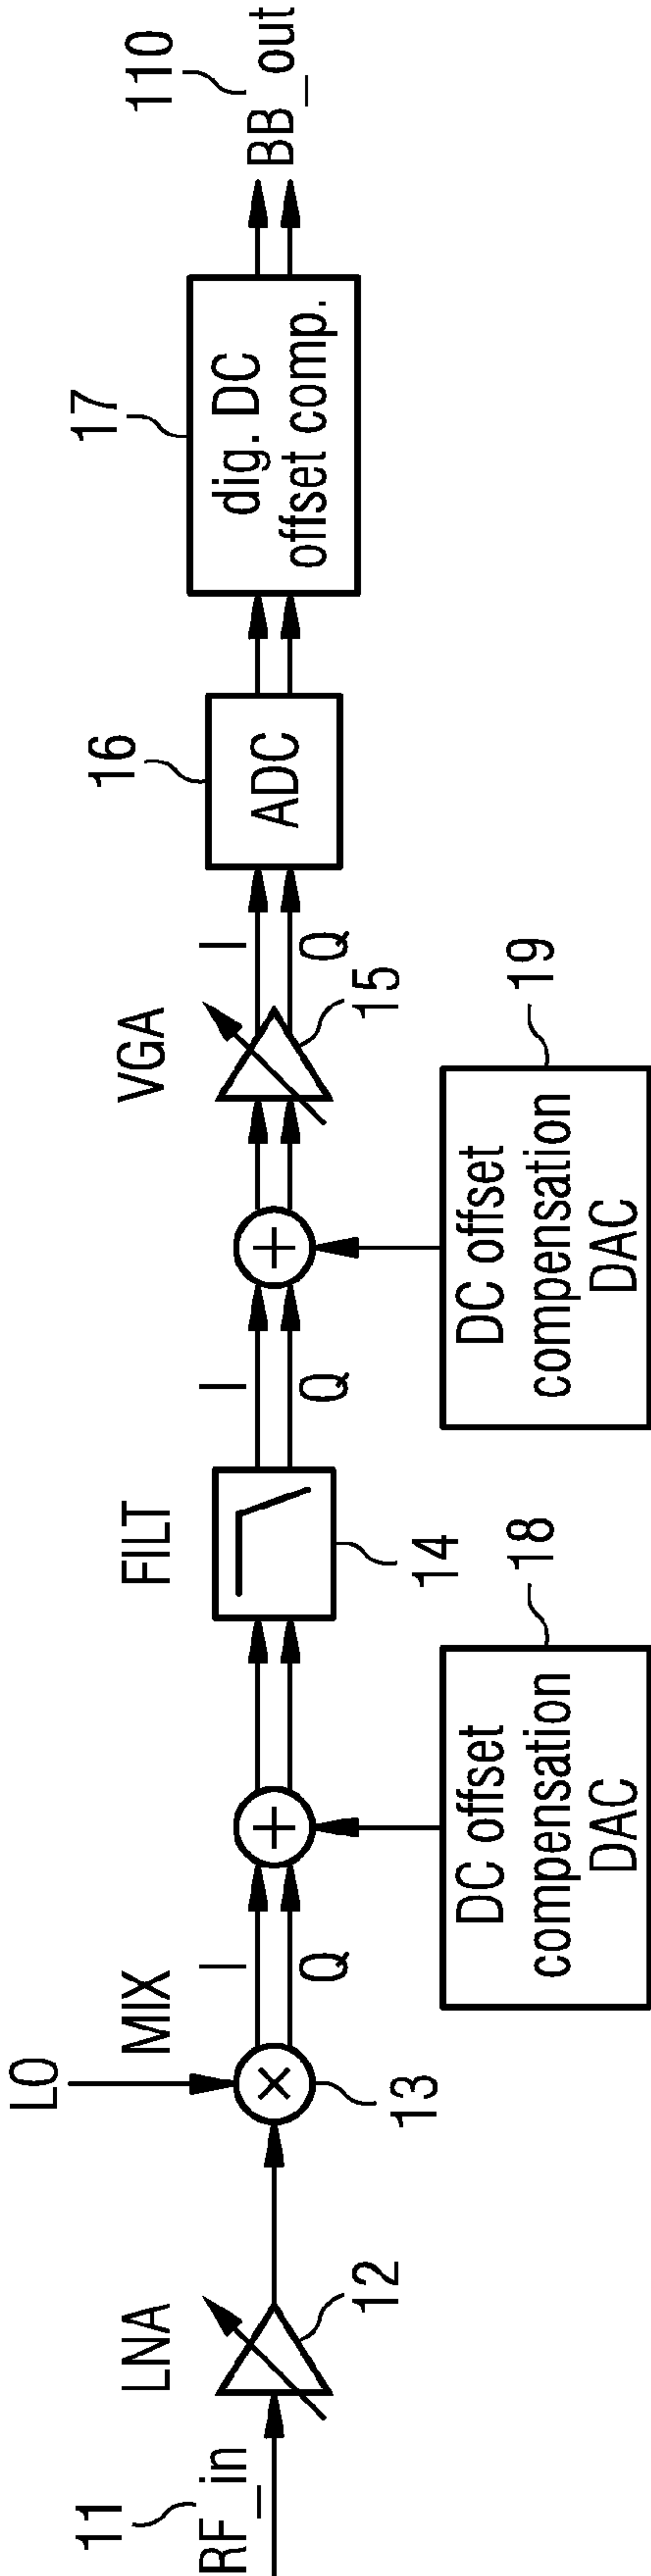 11
RF_in
LNA
12
LO
MIX
13
I
Q
DC offset
compensation
DAC
18
FILT
14
I
Q
DC offset
compensation
DAC
19
VGA
15
I
Q
16
ADC
17
dig. DC
offset comp.
110
BB_out